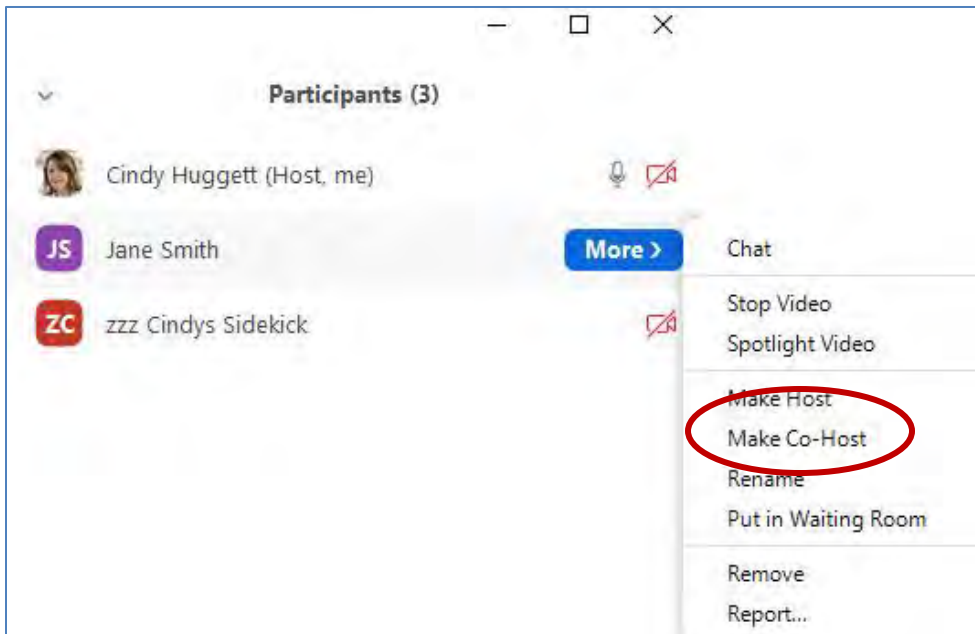 Participants (3)
Cindy Huggett (Host, me)
JS Jane Smith More >
ZC zzz Cindys Sidekick
Chat
Stop Video
Spotlight Video
Make Host
Make Co-Host
Rename
Put in Waiting Room
Remove
Report...